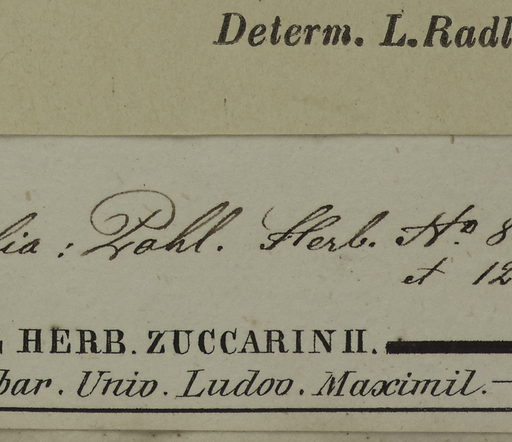 Determ. L. Radl
lia : Pohl. Herb. No. 8
et 12
HERB. ZUCCARINII.
bar. Univ. Ludov. Maximil.—